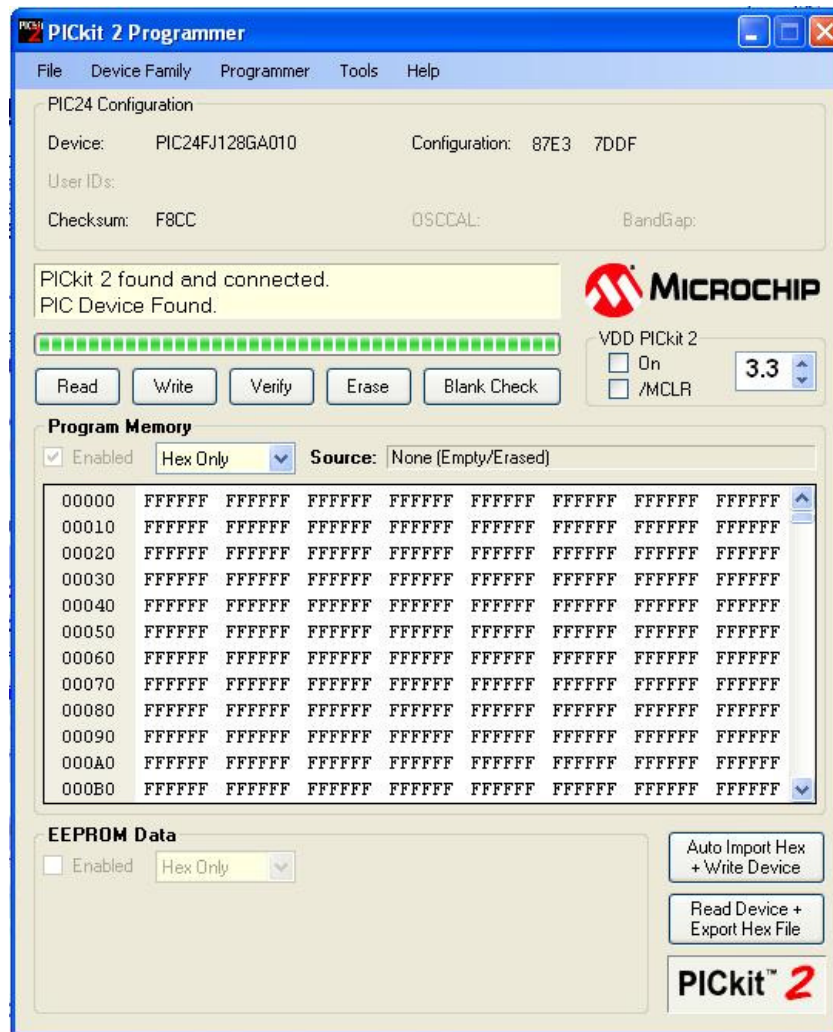 PICkit 2 Programmer
File Device Family Programmer Tools Help
PIC24 Configuration
Device: PIC24FJ128GA010 Configuration: 87E3 7DDF
User IDs:
Checksum: F8CC OSCCAL: BandGap:
PICkit 2 found and connected.
PIC Device Found.
MICROCHIP
VDD PICkit 2
On
/MCLR
3.3
Read Write Verify Erase Blank Check
Program Memory
Enabled Hex Only Source: None (Empty/Erased)
00000 FFFFFF FFFFFF FFFFFF FFFFFF FFFFFF FFFFFF FFFFFF FFFFFF
00010 FFFFFF FFFFFF FFFFFF FFFFFF FFFFFF FFFFFF FFFFFF FFFFFF
00020 FFFFFF FFFFFF FFFFFF FFFFFF FFFFFF FFFFFF FFFFFF FFFFFF
00030 FFFFFF FFFFFF FFFFFF FFFFFF FFFFFF FFFFFF FFFFFF FFFFFF
00040 FFFFFF FFFFFF FFFFFF FFFFFF FFFFFF FFFFFF FFFFFF FFFFFF
00050 FFFFFF FFFFFF FFFFFF FFFFFF FFFFFF FFFFFF FFFFFF FFFFFF
00060 FFFFFF FFFFFF FFFFFF FFFFFF FFFFFF FFFFFF FFFFFF FFFFFF
00070 FFFFFF FFFFFF FFFFFF FFFFFF FFFFFF FFFFFF FFFFFF FFFFFF
00080 FFFFFF FFFFFF FFFFFF FFFFFF FFFFFF FFFFFF FFFFFF FFFFFF
00090 FFFFFF FFFFFF FFFFFF FFFFFF FFFFFF FFFFFF FFFFFF FFFFFF
000A0 FFFFFF FFFFFF FFFFFF FFFFFF FFFFFF FFFFFF FFFFFF FFFFFF
000B0 FFFFFF FFFFFF FFFFFF FFFFFF FFFFFF FFFFFF FFFFFF FFFFFF
EEPROM Data
Enabled Hex Only
Auto Import Hex
+ Write Device
Read Device +
Export Hex File
PICkit™ 2